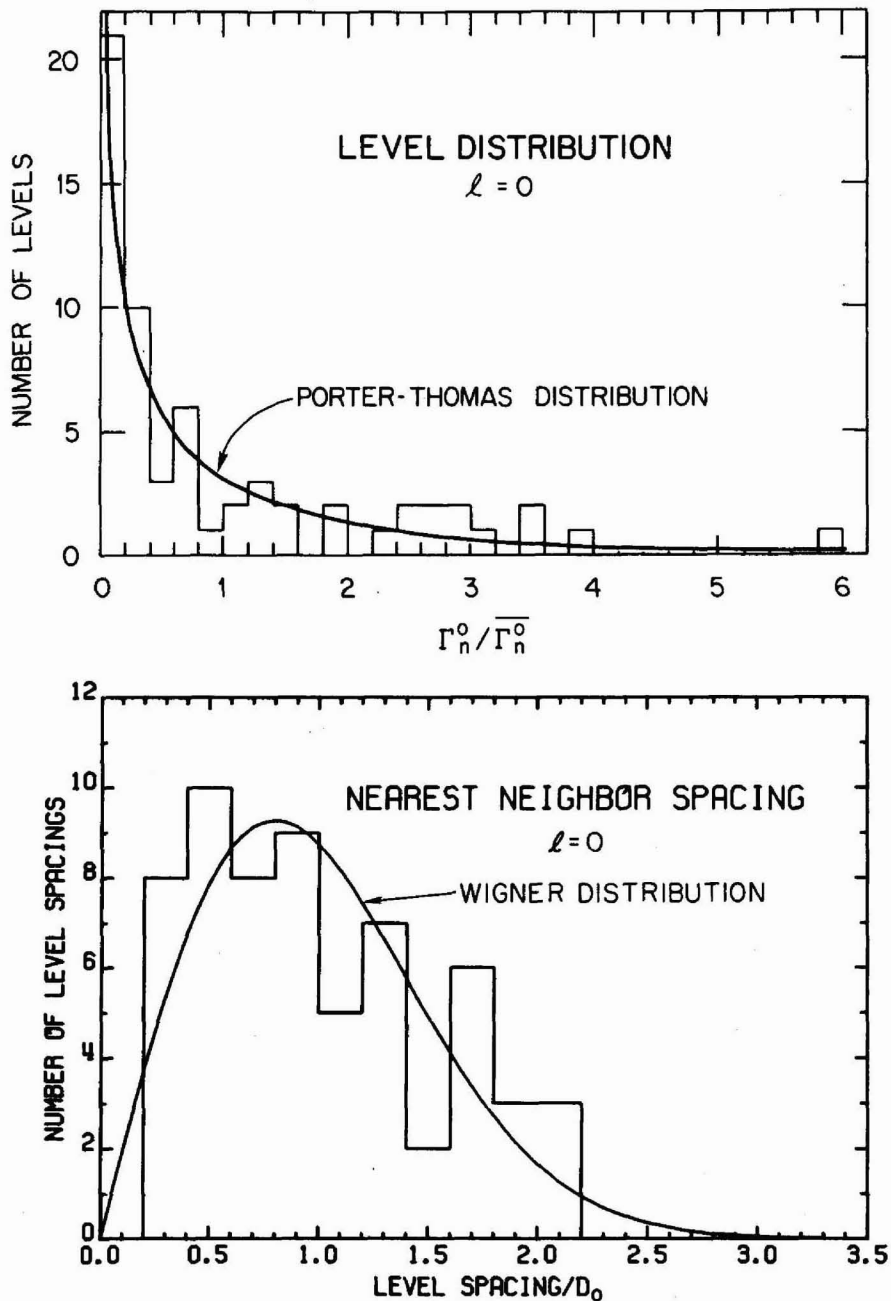 20
15
10
5
0
NUMBER OF LEVELS
LEVEL DISTRIBUTION
ℓ = 0
PORTER-THOMAS DISTRIBUTION
0 1 2 3 4 5 6
Γₙ⁰/Γₙ⁰
12
10
8
6
4
2
0
NUMBER OF LEVEL SPACINGS
NEAREST NEIGHBOR SPACING
ℓ=0
WIGNER DISTRIBUTION
0.0 0.5 1.0 1.5 2.0 2.5 3.0 3.5
LEVEL SPACING/D₀